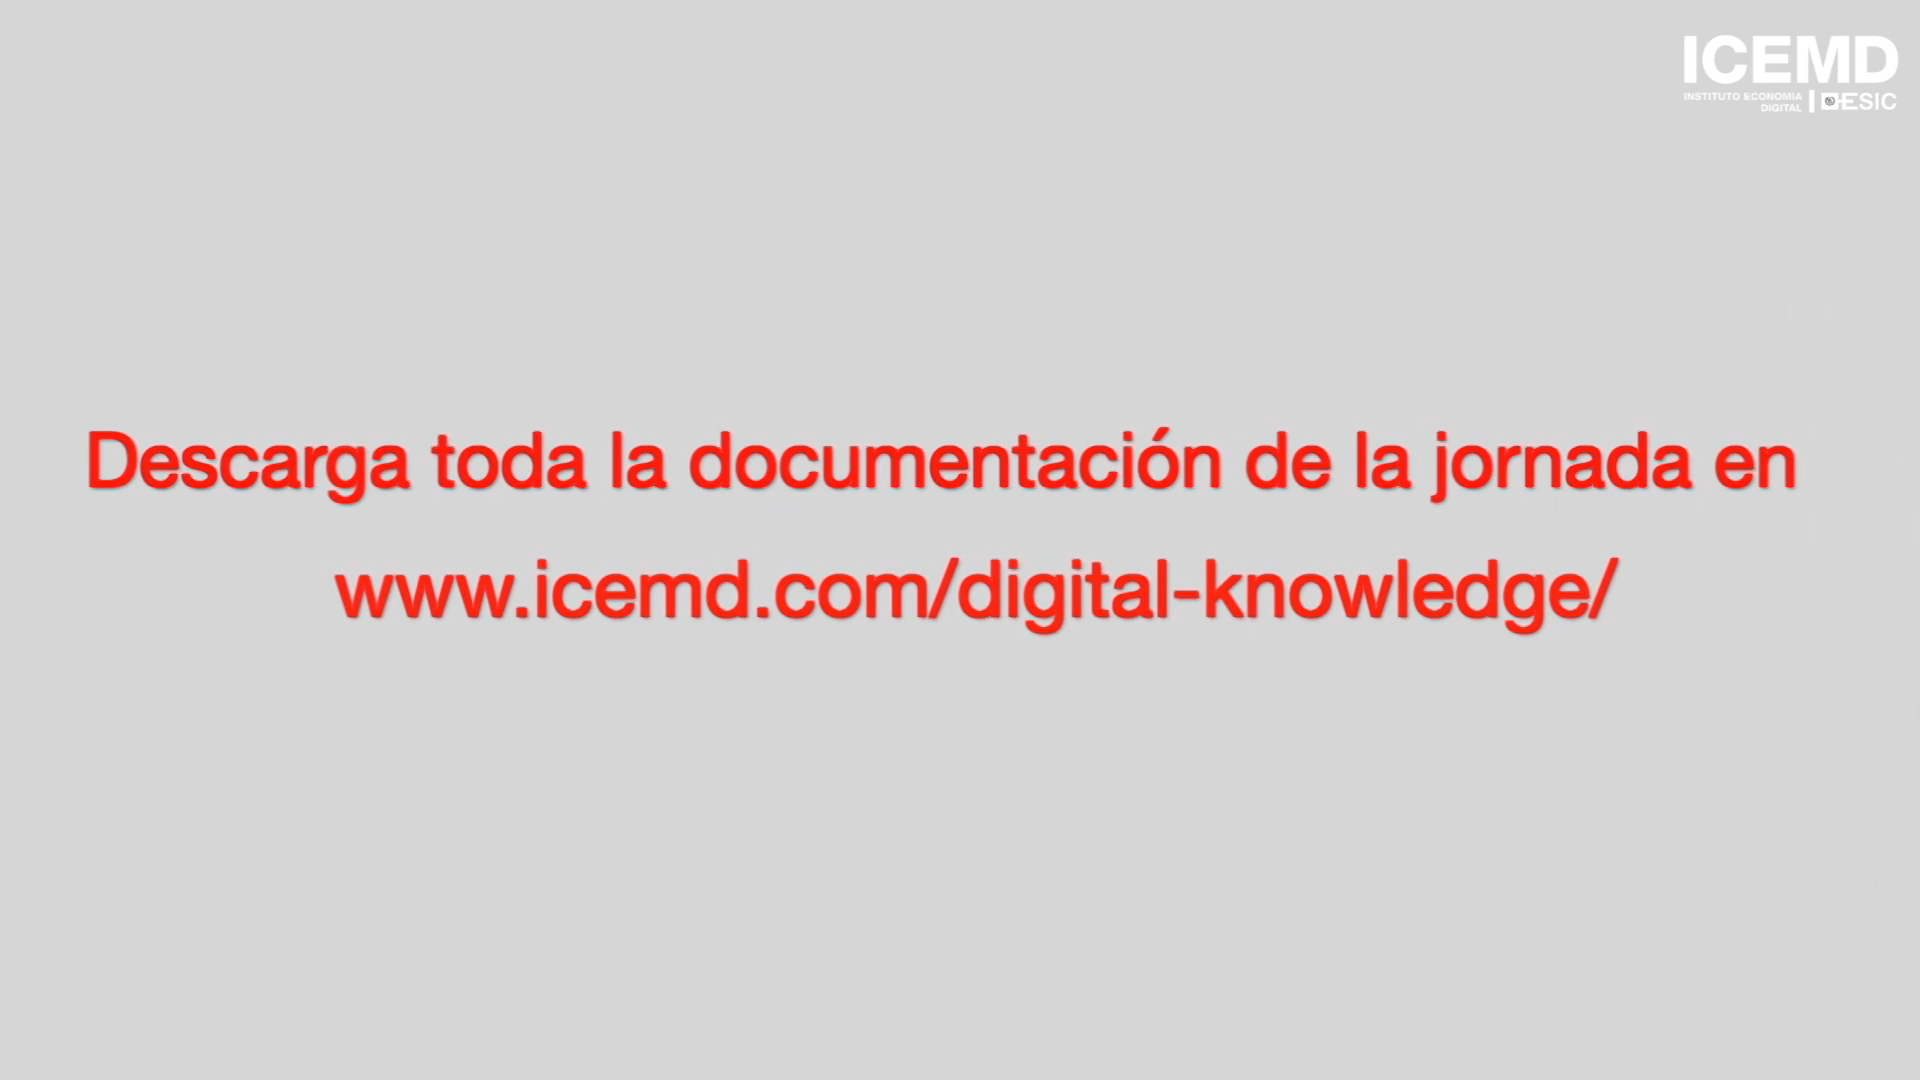 ICEMD
INSTITUTO ECONOMIA
DIGITAL
ESIC
Descarga toda la documentación de la jornada en
www.icemd.com/digital-knowledge/